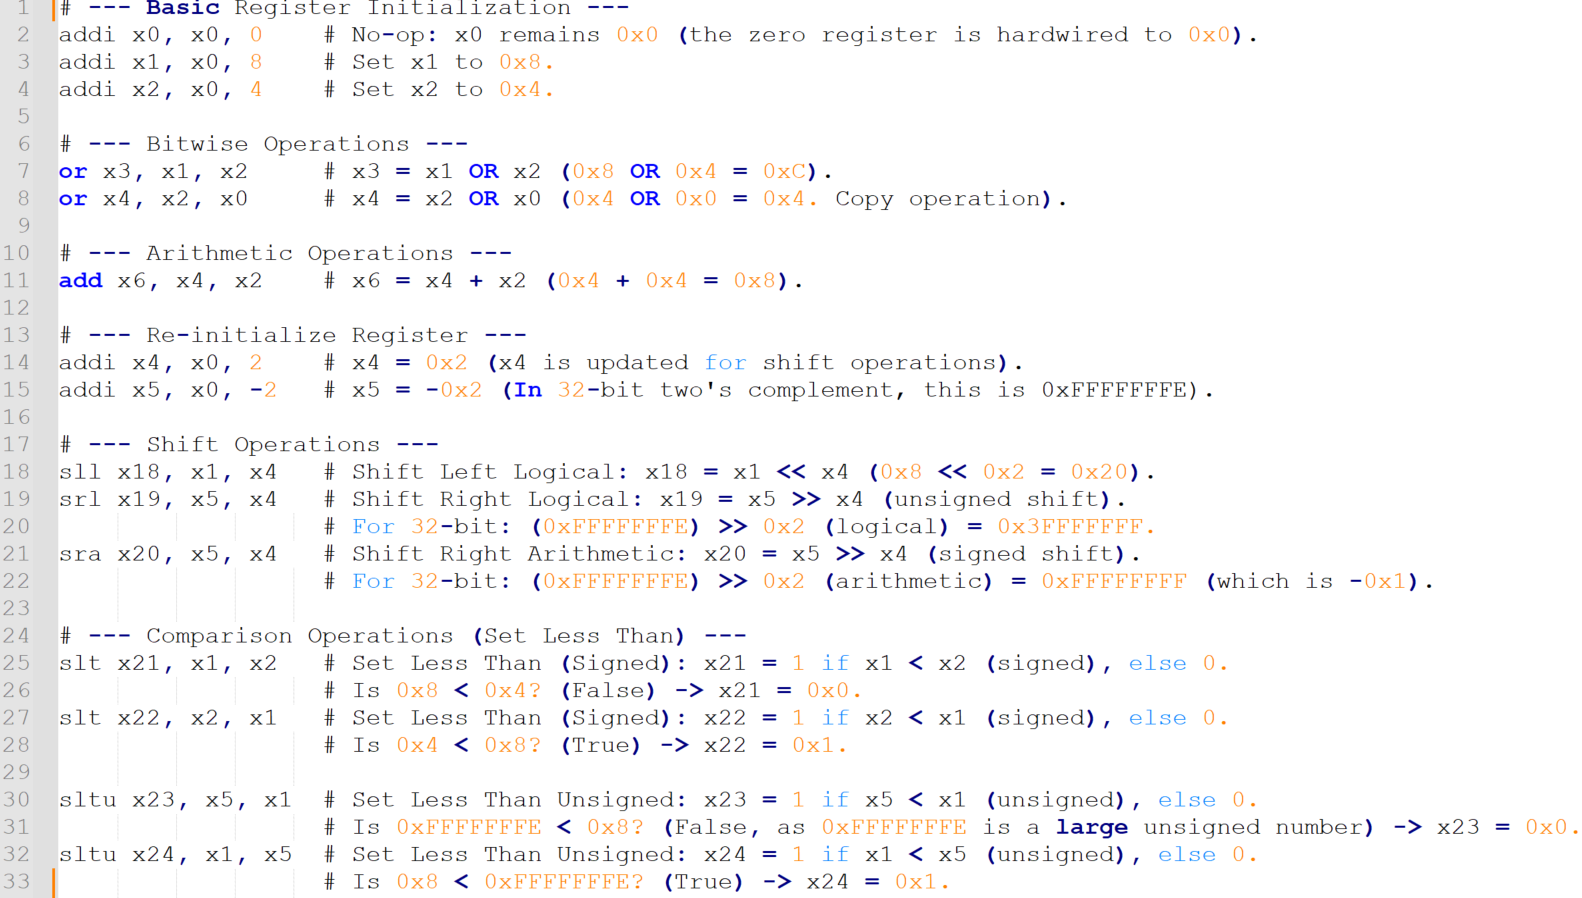 1 # --- Basic Register Initialization ---
2 addi x0, x0, 0    # No-op: x0 remains 0x0 (the zero register is hardwired to 0x0).
3 addi x1, x0, 8    # Set x1 to 0x8.
4 addi x2, x0, 4    # Set x2 to 0x4.
5
6 # --- Bitwise Operations ---
7 or x3, x1, x2     # x3 = x1 OR x2 (0x8 OR 0x4 = 0xC).
8 or x4, x2, x0     # x4 = x2 OR x0 (0x4 OR 0x0 = 0x4. Copy operation).
9
10 # --- Arithmetic Operations ---
11 add x6, x4, x2    # x6 = x4 + x2 (0x4 + 0x4 = 0x8).
12
13 # --- Re-initialize Register ---
14 addi x4, x0, 2    # x4 = 0x2 (x4 is updated for shift operations).
15 addi x5, x0, -2   # x5 = -0x2 (In 32-bit two's complement, this is 0xFFFFFFFE).
16
17 # --- Shift Operations ---
18 sll x18, x1, x4   # Shift Left Logical: x18 = x1 << x4 (0x8 << 0x2 = 0x20).
19 srl x19, x5, x4   # Shift Right Logical: x19 = x5 >> x4 (unsigned shift).
20                   # For 32-bit: (0xFFFFFFFE) >> 0x2 (logical) = 0x3FFFFFFF.
21 sra x20, x5, x4   # Shift Right Arithmetic: x20 = x5 >> x4 (signed shift).
22                   # For 32-bit: (0xFFFFFFFE) >> 0x2 (arithmetic) = 0xFFFFFFFF (which is -0x1).
23
24 # --- Comparison Operations (Set Less Than) ---
25 slt x21, x1, x2   # Set Less Than (Signed): x21 = 1 if x1 < x2 (signed), else 0.
26                   # Is 0x8 < 0x4? (False) -> x21 = 0x0.
27 slt x22, x2, x1   # Set Less Than (Signed): x22 = 1 if x2 < x1 (signed), else 0.
28                   # Is 0x4 < 0x8? (True) -> x22 = 0x1.
29
30 sltu x23, x5, x1  # Set Less Than Unsigned: x23 = 1 if x5 < x1 (unsigned), else 0.
31                   # Is 0xFFFFFFFE < 0x8? (False, as 0xFFFFFFFE is a large unsigned number) -> x23 = 0x0.
32 sltu x24, x1, x5  # Set Less Than Unsigned: x24 = 1 if x1 < x5 (unsigned), else 0.
33                   # Is 0x8 < 0xFFFFFFFE? (True) -> x24 = 0x1.